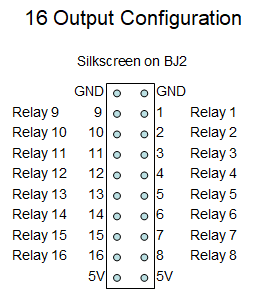 16 Output Configuration
Silkscreen on BJ2
GND GND
Relay 9 9 1 Relay 1
Relay 10 10 2 Relay 2
Relay 11 11 3 Relay 3
Relay 12 12 4 Relay 4
Relay 13 13 5 Relay 5
Relay 14 14 6 Relay 6
Relay 15 15 7 Relay 7
Relay 16 16 8 Relay 8
5V 5V